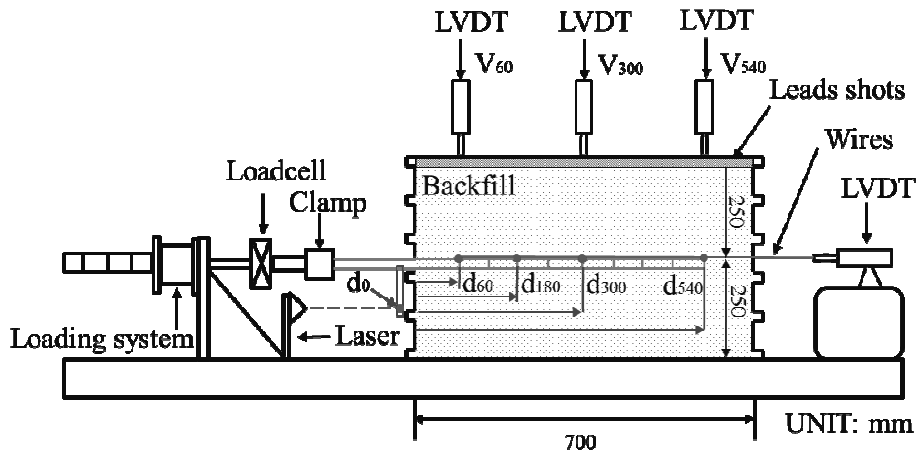 LVDT LVDT LVDT
V60 V300 V540
Leads shots
Wires
Loadcell
Clamp
Backfill
LVDT
250
d0 d60 d180 d300 d540
250
Loading system
Laser
700
UNIT: mm